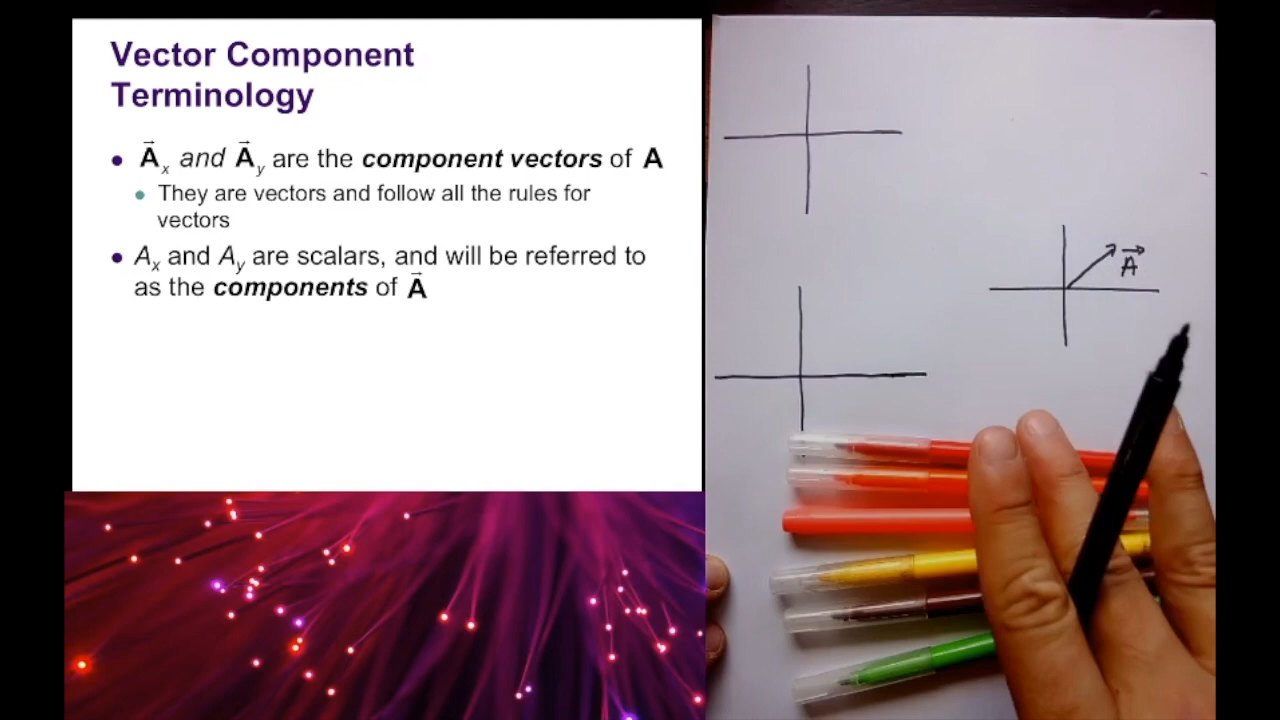 Vector Component
Terminology
• A⃗x and A⃗y are the component vectors of A
• They are vectors and follow all the rules for
vectors
• Ax and Ay are scalars, and will be referred to
as the components of A⃗
A⃗